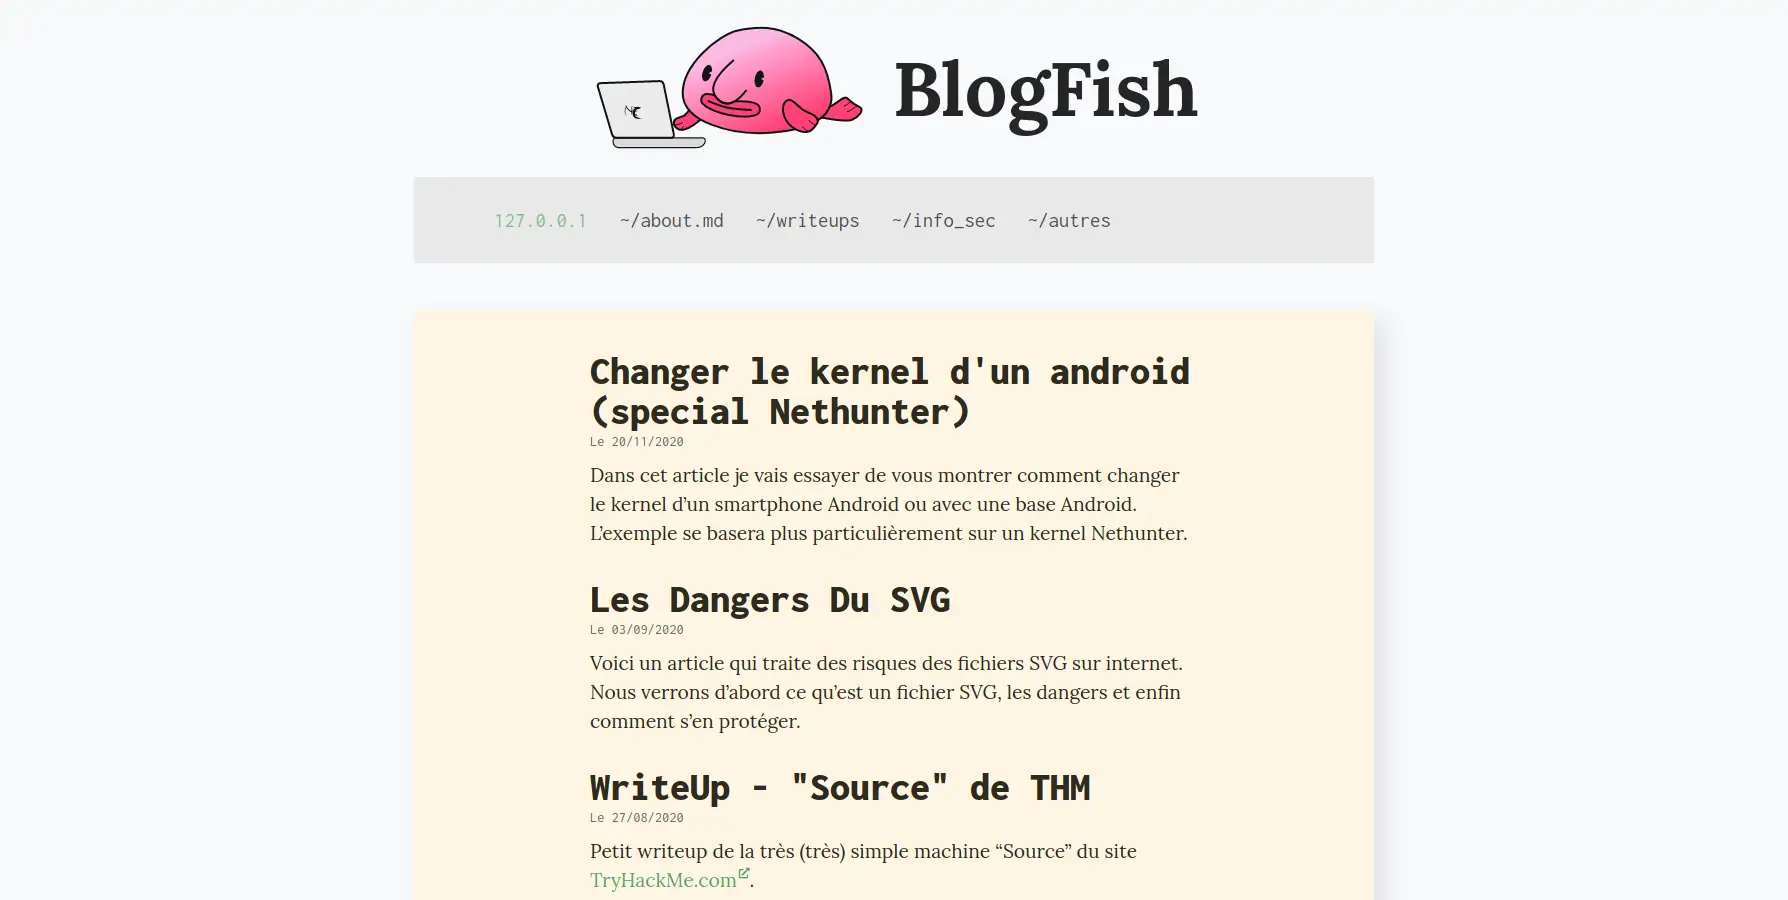 BlogFish
127.0.0.1 ~/about.md ~/writeups ~/info_sec ~/autres
Changer le kernel d'un android
(special Nethunter)
Le 20/11/2020
Dans cet article je vais essayer de vous montrer comment changer
le kernel d’un smartphone Android ou avec une base Android.
L’exemple se basera plus particulièrement sur un kernel Nethunter.
Les Dangers Du SVG
Le 03/09/2020
Voici un article qui traite des risques des fichiers SVG sur internet.
Nous verrons d’abord ce qu’est un fichier SVG, les dangers et enfin
comment s’en protéger.
WriteUp - "Source" de THM
Le 27/08/2020
Petit writeup de la très (très) simple machine “Source” du site
TryHackMe.com.